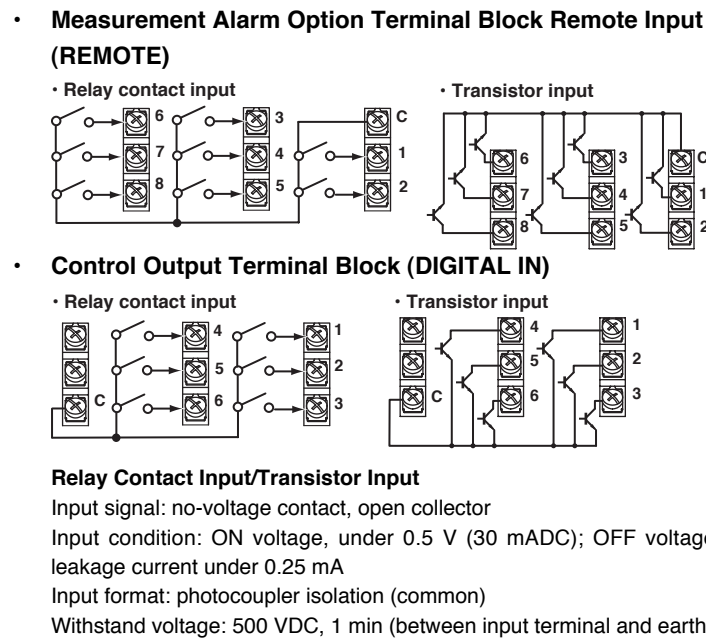 • Measurement Alarm Option Terminal Block Remote Input
(REMOTE)
• Relay contact input
• Transistor input
6 3 C
7 4 1
8 5 2
6 3 C
7 4 1
8 5 2
• Control Output Terminal Block (DIGITAL IN)
• Relay contact input
• Transistor input
4 1
5 2
C 6 3
4 1
5 2
C 6 3
Relay Contact Input/Transistor Input
Input signal: no-voltage contact, open collector
Input condition: ON voltage, under 0.5 V (30 mADC); OFF voltage
leakage current under 0.25 mA
Input format: photocoupler isolation (common)
Withstand voltage: 500 VDC, 1 min (between input terminal and earth